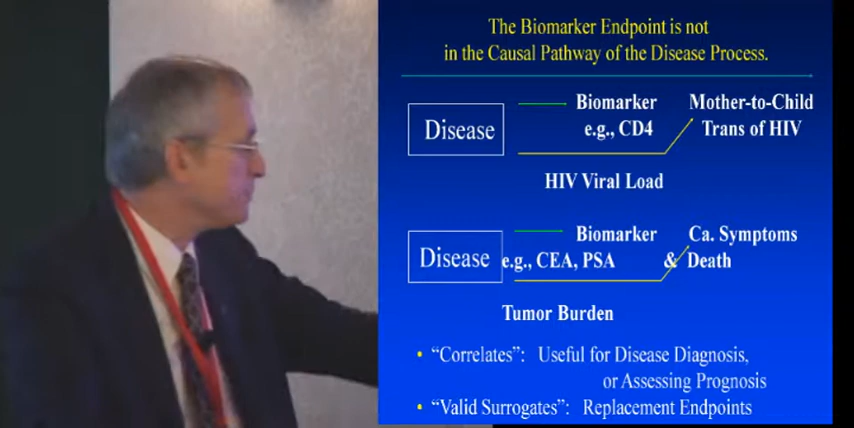 The Biomarker Endpoint is not
in the Causal Pathway of the Disease Process.
Disease
Biomarker
e.g., CD4
Mother-to-Child
Trans of HIV
HIV Viral Load
Disease
Biomarker
e.g., CEA, PSA
Ca. Symptoms
& Death
Tumor Burden
• “Correlates”: Useful for Disease Diagnosis,
or Assessing Prognosis
• “Valid Surrogates”: Replacement Endpoints